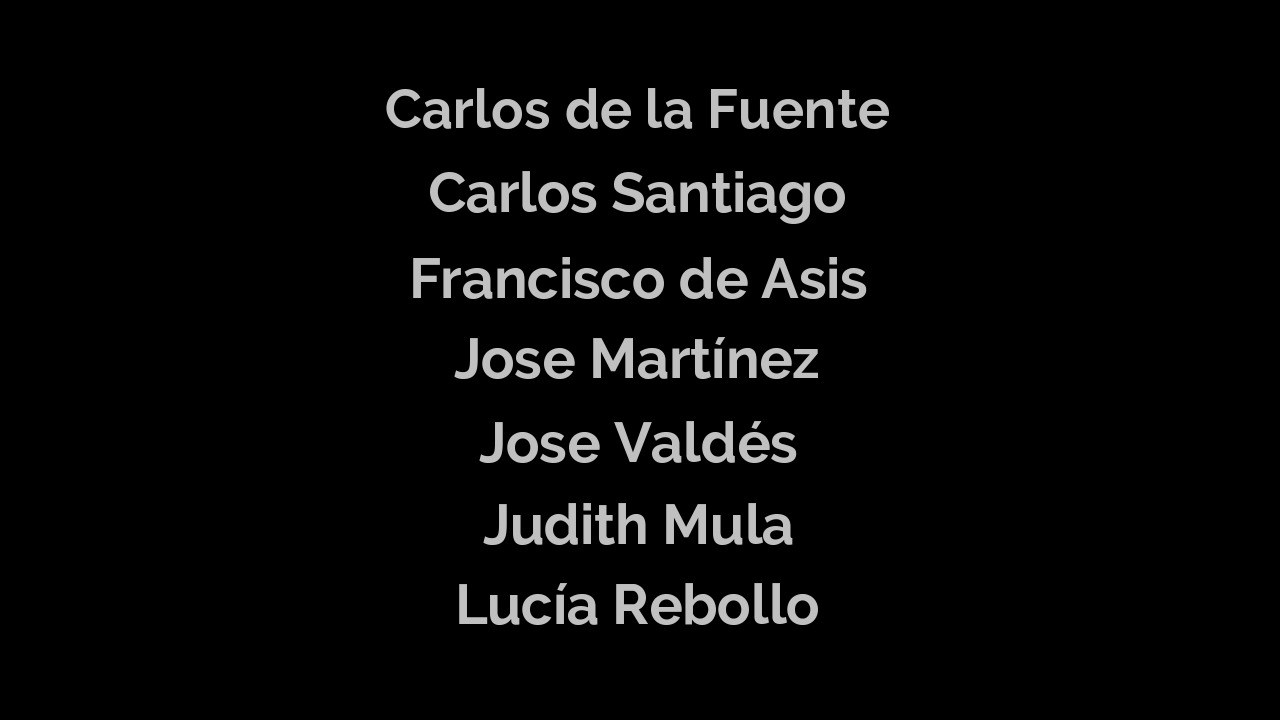 Carlos de la Fuente
Carlos Santiago
Francisco de Asis
Jose Martínez
Jose Valdés
Judith Mula
Lucía Rebollo